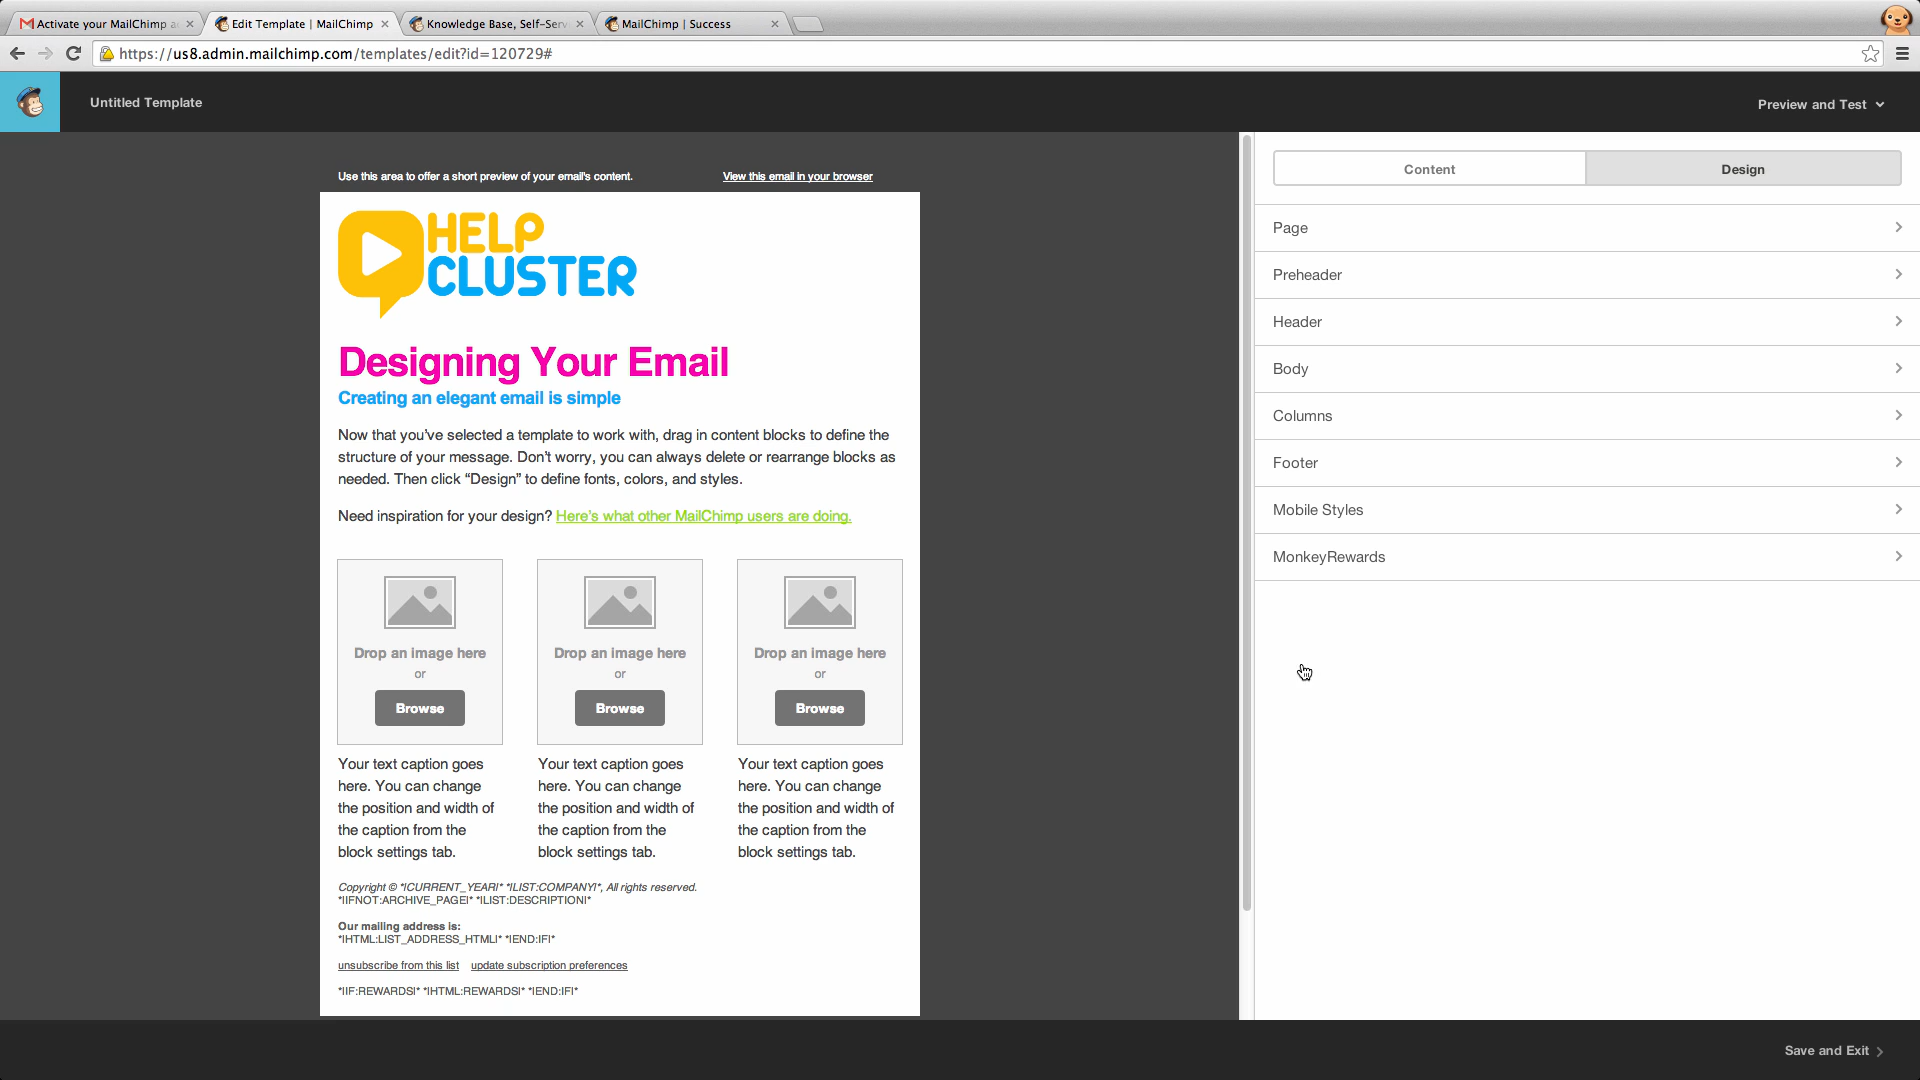 Activate your MailChimp a
Edit Template | MailChimp
Knowledge Base, Self-Serv
MailChimp | Success
https://us8.admin.mailchimp.com/templates/edit?id=120729#
Untitled Template
Preview and Test
Use this area to offer a short preview of your email's content.
View this email in your browser
HELP
CLUSTER
Designing Your Email
Creating an elegant email is simple
Now that you've selected a template to work with, drag in content blocks to define the
structure of your message. Don't worry, you can always delete or rearrange blocks as
needed. Then click “Design” to define fonts, colors, and styles.
Need inspiration for your design? Here's what other MailChimp users are doing.
Drop an image here
or
Browse
Drop an image here
or
Browse
Drop an image here
or
Browse
Your text caption goes
here. You can change
the position and width of
the caption from the
block settings tab.
Your text caption goes
here. You can change
the position and width of
the caption from the
block settings tab.
Your text caption goes
here. You can change
the position and width of
the caption from the
block settings tab.
Copyright © *|CURRENT_YEAR|* *|LIST:COMPANY|*, All rights reserved.
*|IFNOT:ARCHIVE_PAGE|* *|LIST:DESCRIPTION|*
Our mailing address is:
*|HTML:LIST_ADDRESS_HTML|* *|END:IF|*
unsubscribe from this list update subscription preferences
*|IF:REWARDS|* *|HTML:REWARDS|* *|END:IF|*
Content
Design
Page
Preheader
Header
Body
Columns
Footer
Mobile Styles
MonkeyRewards
Save and Exit